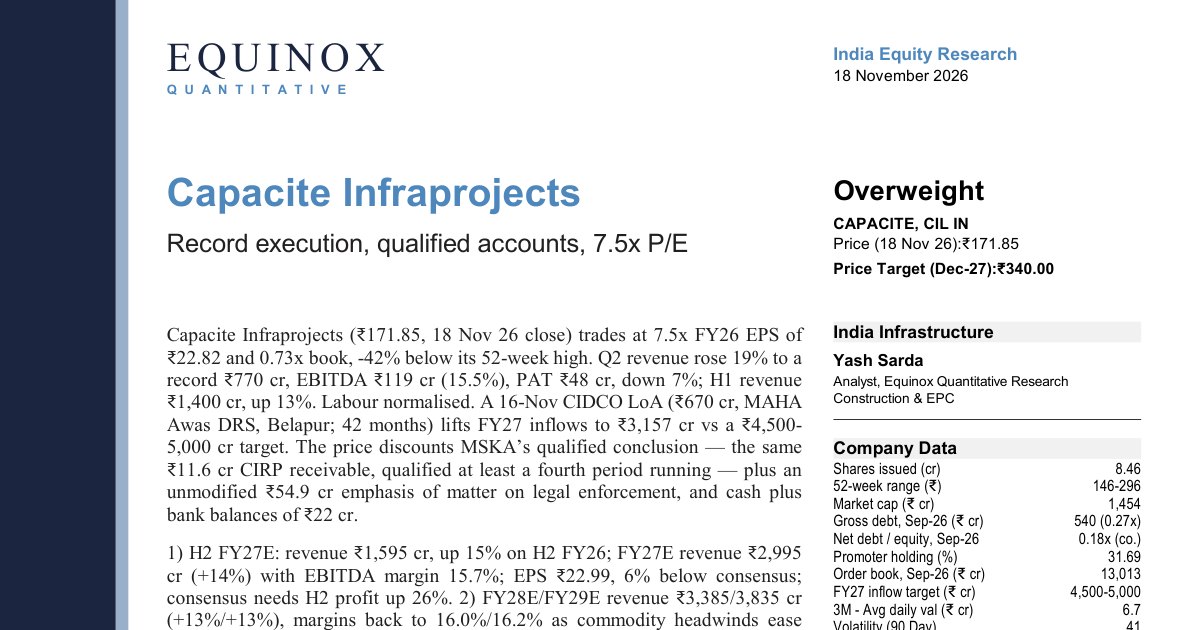 EQUINOX
QUANTITATIVE
India Equity Research
18 November 2026
Capacite Infraprojects
Record execution, qualified accounts, 7.5x P/E
Capacite Infraprojects (₹171.85, 18 Nov 26 close) trades at 7.5x FY26 EPS of
₹22.82 and 0.73x book, -42% below its 52-week high. Q2 revenue rose 19% to a
record ₹770 cr, EBITDA ₹119 cr (15.5%), PAT ₹48 cr, down 7%; H1 revenue
₹1,400 cr, up 13%. Labour normalised. A 16-Nov CIDCO LoA (₹670 cr, MAHA
Awas DRS, Belapur; 42 months) lifts FY27 inflows to ₹3,157 cr vs a ₹4,500-
5,000 cr target. The price discounts MSKA’s qualified conclusion — the same
₹11.6 cr CIRP receivable, qualified at least a fourth period running — plus an
unmodified ₹54.9 cr emphasis of matter on legal enforcement, and cash plus
bank balances of ₹22 cr.
1) H2 FY27E: revenue ₹1,595 cr, up 15% on H2 FY26; FY27E revenue ₹2,995
cr (+14%) with EBITDA margin 15.7%; EPS ₹22.99, 6% below consensus;
consensus needs H2 profit up 26%. 2) FY28E/FY29E revenue ₹3,385/3,835 cr
(+13%/+13%), margins back to 16.0%/16.2% as commodity headwinds ease
Overweight
CAPACITE, CIL IN
Price (18 Nov 26):₹171.85
Price Target (Dec-27):₹340.00
India Infrastructure
Yash Sarda
Analyst, Equinox Quantitative Research
Construction & EPC
Company Data
Shares issued (cr) 8.46
52-week range (₹) 146-296
Market cap (₹ cr) 1,454
Gross debt, Sep-26 (₹ cr) 540 (0.27x)
Net debt / equity, Sep-26 0.18x (co.)
Promoter holding (%) 31.69
Order book, Sep-26 (₹ cr) 13,013
FY27 inflow target (₹ cr) 4,500-5,000
3M - Avg daily val (₹ cr) 6.7
Volatility (90 Day) 41